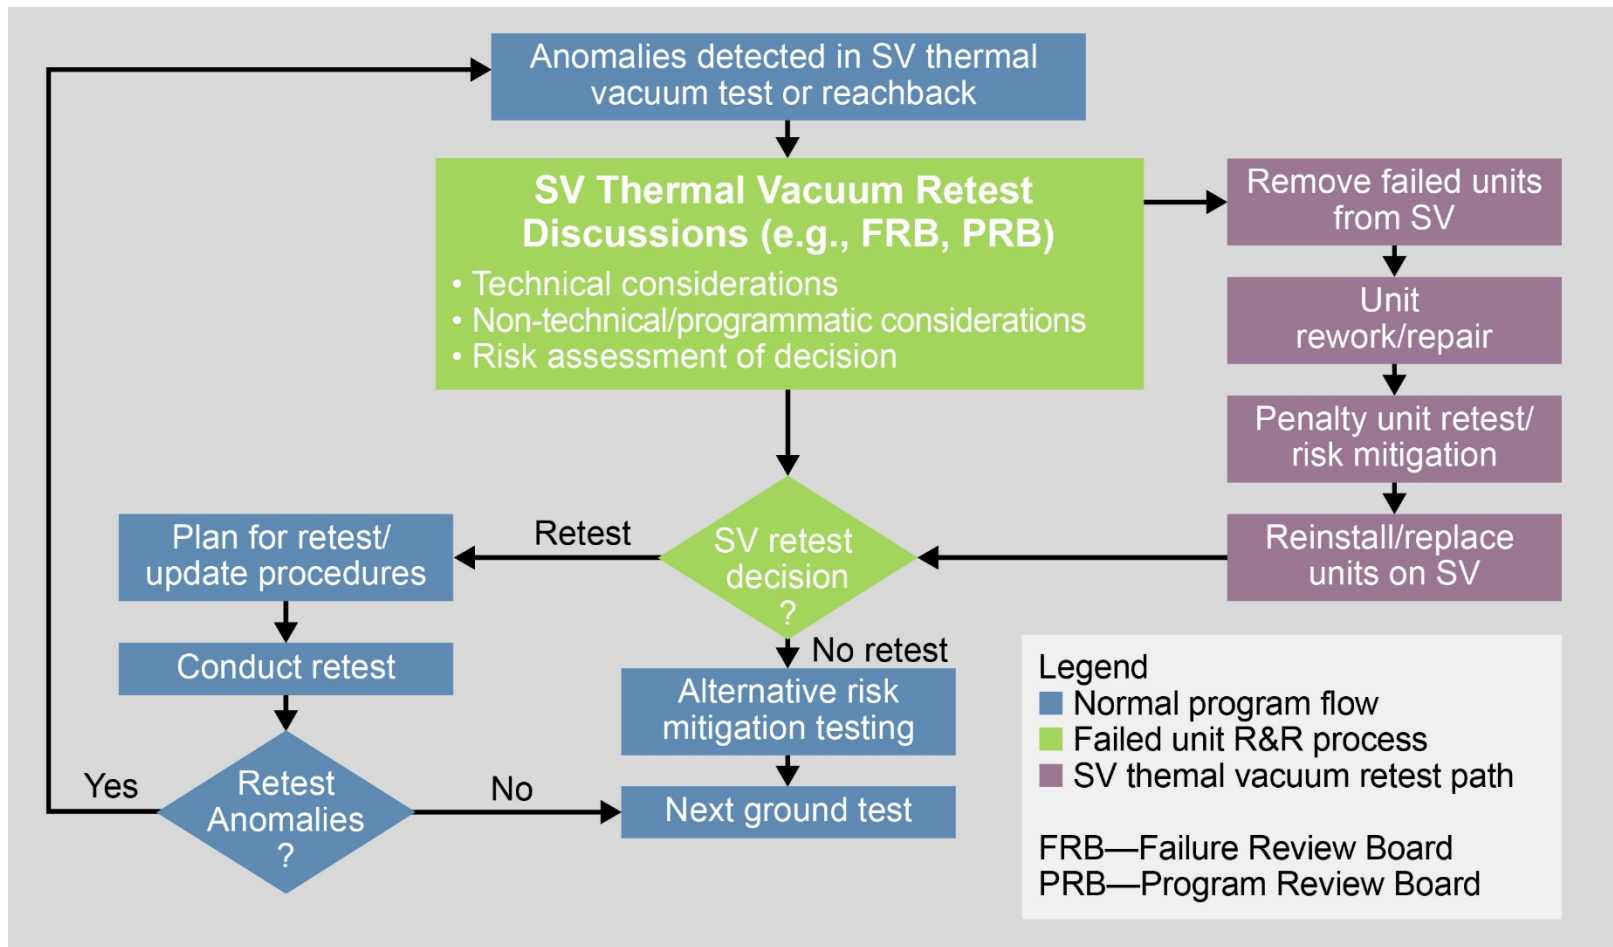 Anomalies detected in SV thermal
vacuum test or reachback
SV Thermal Vacuum Retest
Discussions (e.g., FRB, PRB)
• Technical considerations
• Non-technical/programmatic considerations
• Risk assessment of decision
Remove failed units
from SV
Unit
rework/repair
Penalty unit retest/
risk mitigation
Reinstall/replace
units on SV
SV retest
decision
?
Retest
Plan for retest/
update procedures
Conduct retest
Retest
Anomalies
?
Yes
No
No retest
Alternative risk
mitigation testing
Next ground test
Legend
Normal program flow
Failed unit R&R process
SV themal vacuum retest path
FRB—Failure Review Board
PRB—Program Review Board